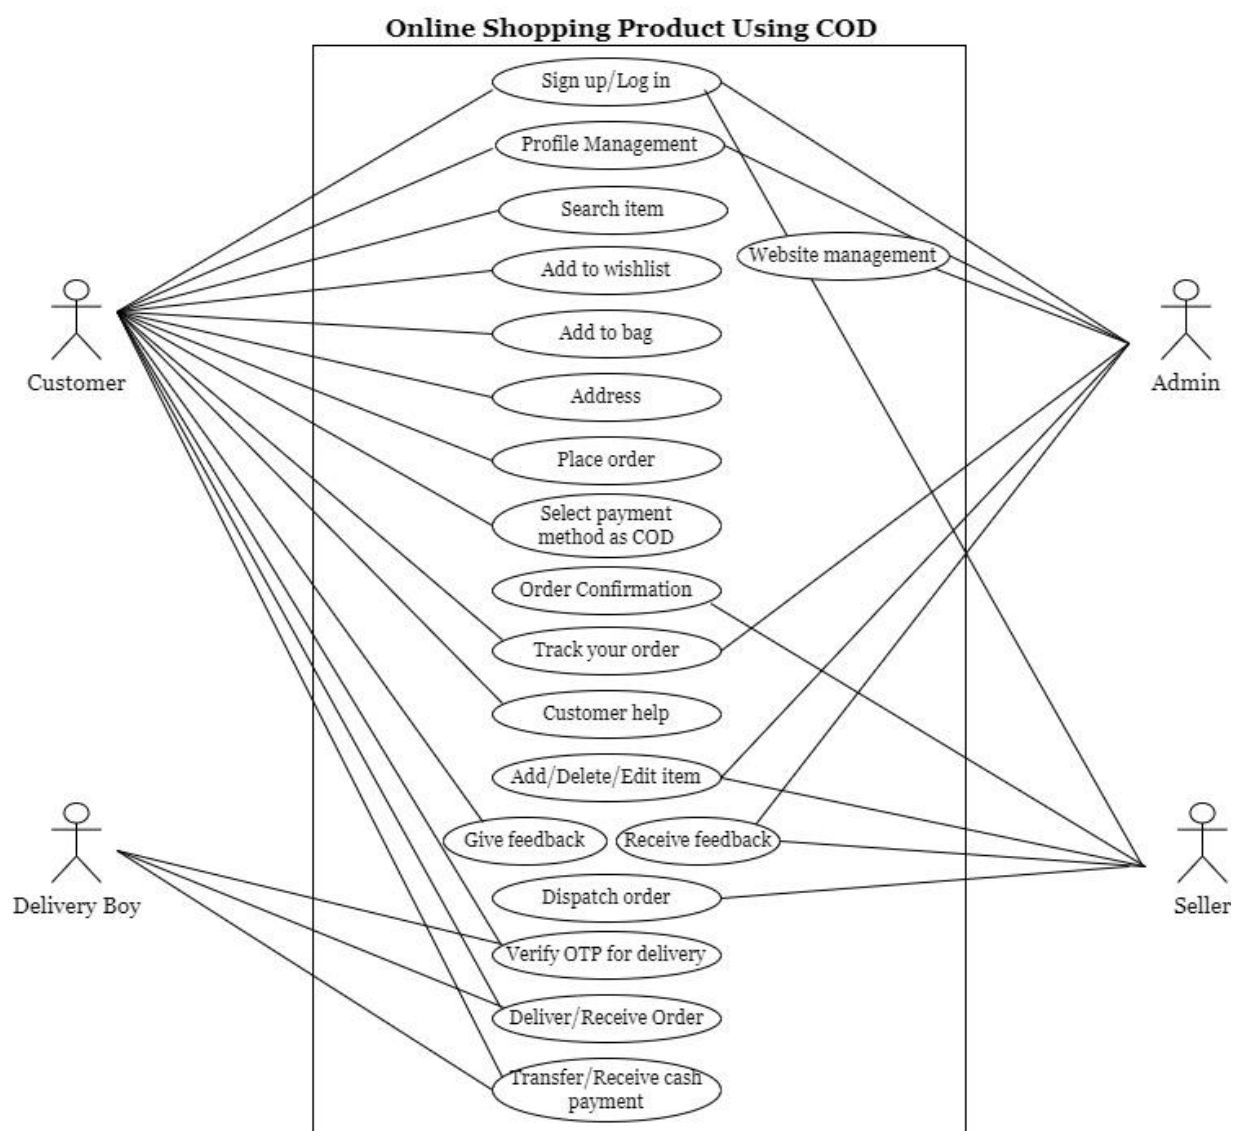 Online Shopping Product Using COD
Sign up/Log in
Profile Management
Search item
Website management
Add to wishlist
Add to bag
Customer
Admin
Address
Place order
Select payment
method as COD
Order Confirmation
Track your order
Customer help
Add/Delete/Edit item
Give feedback
Receive feedback
Dispatch order
Delivery Boy
Seller
Verify OTP for delivery
Deliver/Receive Order
Transfer/Receive cash
payment